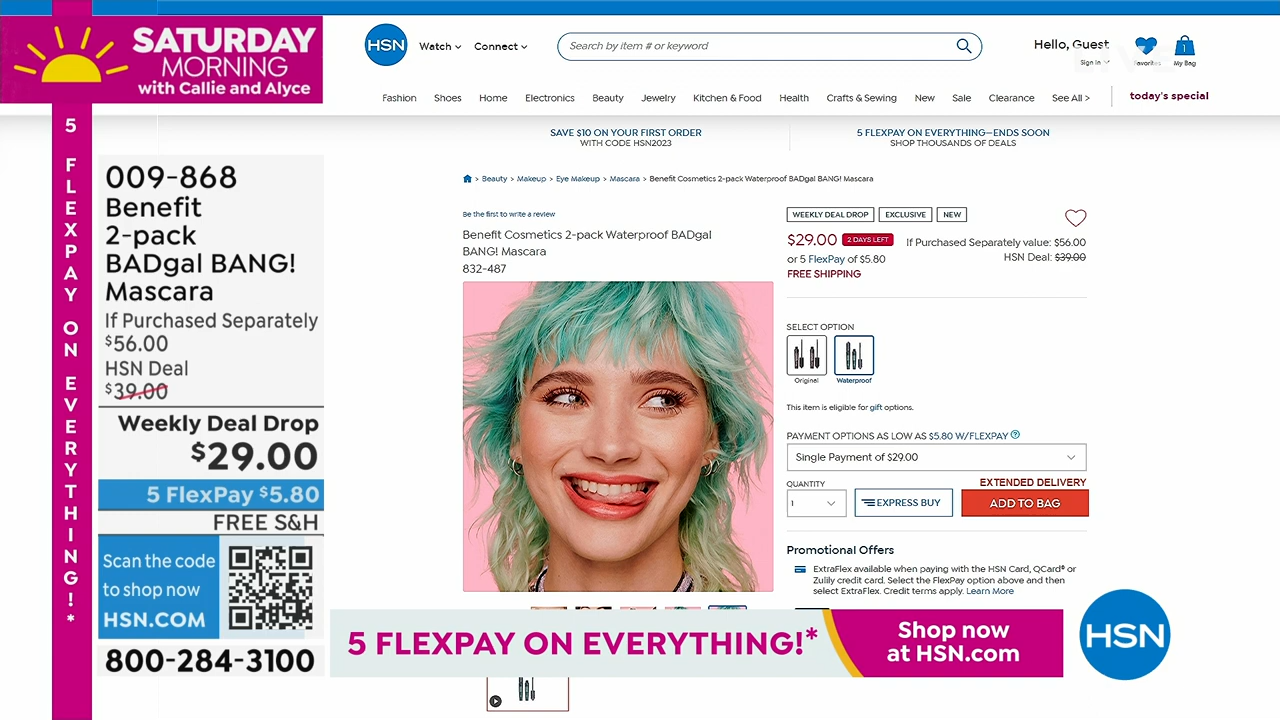 SATURDAY
MORNING
with Callie and Alyce
5 FLEXPAY ON EVERYTHING!*
009-868
Benefit
2-pack
BADgal BANG!
Mascara
If Purchased Separately
$56.00
HSN Deal
$39.00
Weekly Deal Drop
$29.00
5 FlexPay $5.80
FREE S&H
Scan the code
to shop now
HSN.COM
800-284-3100
HSN
Watch
Connect
Search by item # or keyword
Hello, Guest
Sign In
Favorites
1
My Bag
Fashion Shoes Home Electronics Beauty Jewelry Kitchen & Food Health Crafts & Sewing New Sale Clearance See All > today's special
SAVE $10 ON YOUR FIRST ORDER
WITH CODE HSN2023
5 FLEXPAY ON EVERYTHING—ENDS SOON
SHOP THOUSANDS OF DEALS
> Beauty > Makeup > Eye Makeup > Mascara > Benefit Cosmetics 2-pack Waterproof BADgal BANG! Mascara
Be the first to write a review
Benefit Cosmetics 2-pack Waterproof BADgal
BANG! Mascara
832-487
WEEKLY DEAL DROP EXCLUSIVE NEW
$29.00 2 DAYS LEFT
If Purchased Separately value: $56.00
or 5 FlexPay of $5.80
HSN Deal: $39.00
FREE SHIPPING
SELECT OPTION
Original Waterproof
This item is eligible for gift options.
PAYMENT OPTIONS AS LOW AS $5.80 W/FLEXPAY ?
Single Payment of $29.00
QUANTITY
EXTENDED DELIVERY
1
EXPRESS BUY
ADD TO BAG
Promotional Offers
ExtraFlex available when paying with the HSN Card, QCard® or
Zulily credit card. Select the FlexPay option above and then
select ExtraFlex. Credit terms apply. Learn More
5 FLEXPAY ON EVERYTHING!*
Shop now
at HSN.com
HSN